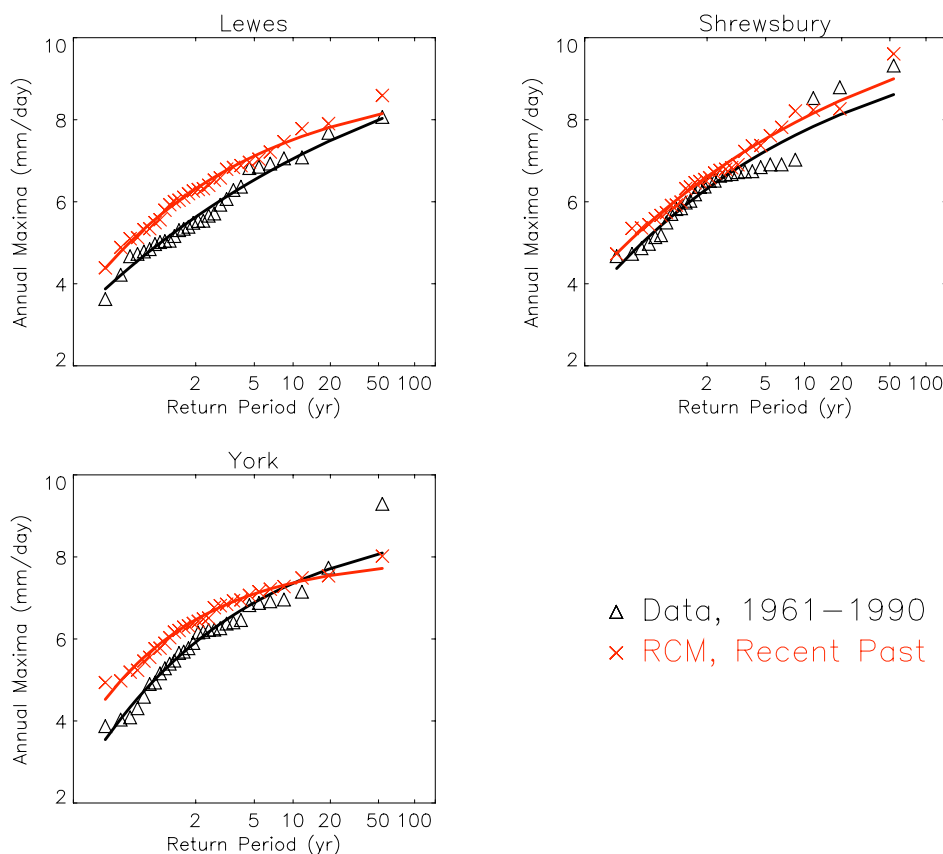 Lewes
10
8
6
4
2
Annual Maxima (mm/day)
2 5 10 20 50 100
Return Period (yr)
Shrewsbury
10
8
6
4
2
Annual Maxima (mm/day)
2 5 10 20 50 100
Return Period (yr)
York
10
8
6
4
2
Annual Maxima (mm/day)
2 5 10 20 50 100
Return Period (yr)
Data, 1961-1990
RCM, Recent Past